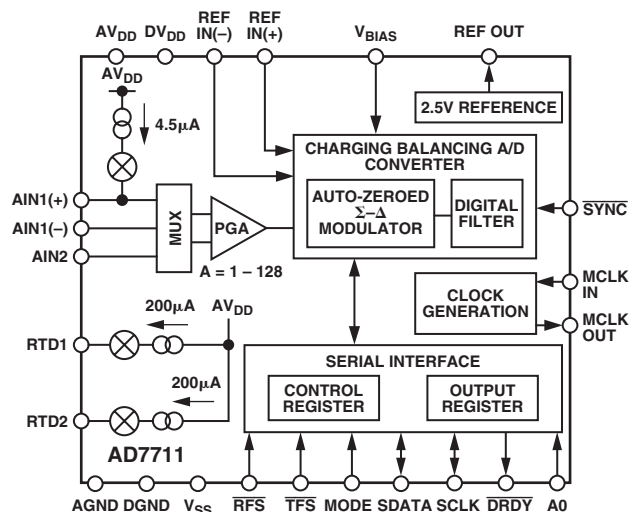 AVDD DVDD REF IN(–) REF IN(+) VBIAS REF OUT
AVDD
4.5μA
2.5V REFERENCE
CHARGING BALANCING A/D
CONVERTER
AUTO-ZEROED
Σ–Δ
MODULATOR
DIGITAL
FILTER
AIN1(+)
AIN1(–)
AIN2
MUX
PGA
A = 1 – 128
SYNC
CLOCK
GENERATION
MCLK
IN
MCLK
OUT
200μA
AVDD
RTD1
200μA
RTD2
SERIAL INTERFACE
CONTROL
REGISTER
OUTPUT
REGISTER
AD7711
AGND DGND VSS RFS TFS MODE SDATA SCLK DRDY A0